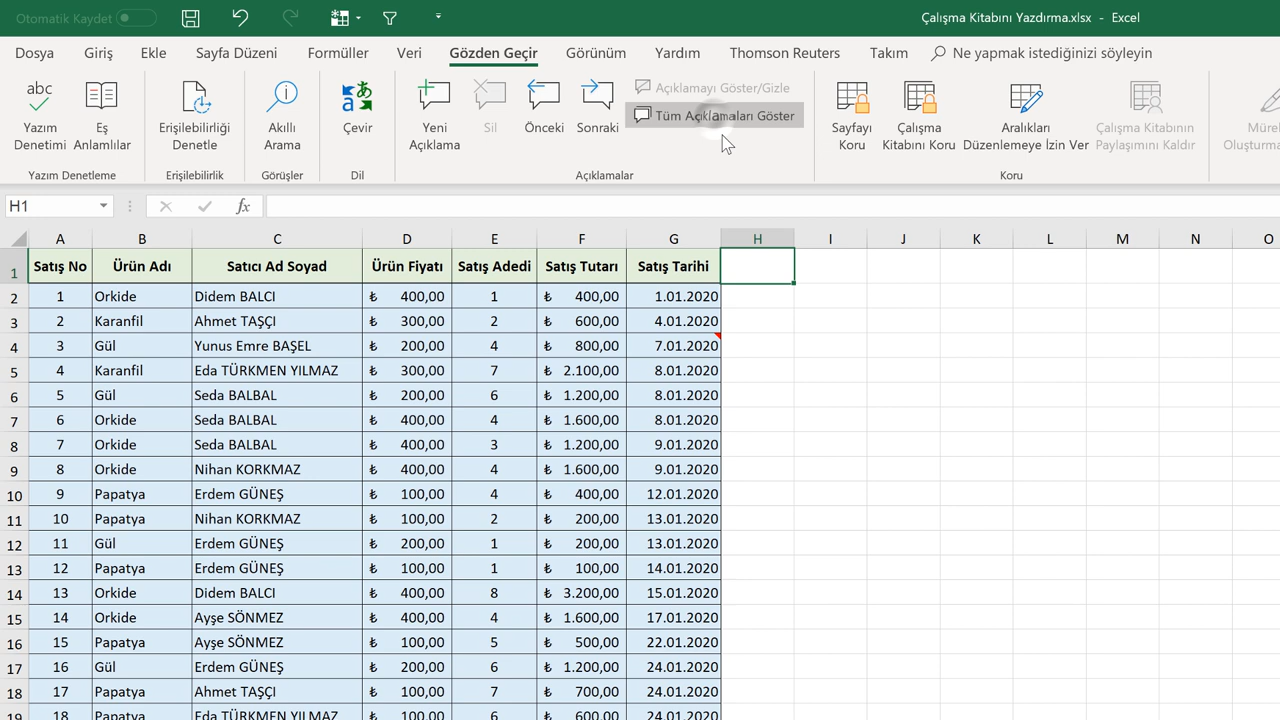 Otomatik Kaydet
Çalışma Kitabını Yazdırma.xlsx - Excel
Dosya Giriş Ekle Sayfa Düzeni Formüller Veri Gözden Geçir Görünüm Yardım Thomson Reuters Takım Ne yapmak istediğinizi söyleyin
abc
Yazım Denetimi
Eş Anlamlılar
Yazım Denetleme
Erişilebilirliği Denetle
Erişilebilirlik
Akıllı Arama
Görüşler
Çevir
Dil
Yeni Açıklama
Sil
Önceki
Sonraki
Açıklamayı Göster/Gizle
Tüm Açıklamaları Göster
Açıklamalar
Sayfayı Koru
Çalışma Kitabını Koru
Aralıkları Düzenlemeye İzin Ver
Çalışma Kitabının Paylaşımını Kaldır
Koru
H1 fx
A B C D E F G H I J K L M N O
1 Satış No Ürün Adı Satıcı Ad Soyad Ürün Fiyatı Satış Adedi Satış Tutarı Satış Tarihi
2 1 Orkide Didem BALCI ₺ 400,00 1 ₺ 400,00 1.01.2020
3 2 Karanfil Ahmet TAŞÇI ₺ 300,00 2 ₺ 600,00 4.01.2020
4 3 Gül Yunus Emre BAŞEL ₺ 200,00 4 ₺ 800,00 7.01.2020
5 4 Karanfil Eda TÜRKMEN YILMAZ ₺ 300,00 7 ₺ 2.100,00 8.01.2020
6 5 Gül Seda BALBAL ₺ 200,00 6 ₺ 1.200,00 8.01.2020
7 6 Orkide Seda BALBAL ₺ 400,00 4 ₺ 1.600,00 8.01.2020
8 7 Orkide Seda BALBAL ₺ 400,00 3 ₺ 1.200,00 9.01.2020
9 8 Orkide Nihan KORKMAZ ₺ 400,00 4 ₺ 1.600,00 9.01.2020
10 9 Papatya Erdem GÜNEŞ ₺ 100,00 4 ₺ 400,00 12.01.2020
11 10 Papatya Nihan KORKMAZ ₺ 100,00 2 ₺ 200,00 13.01.2020
12 11 Gül Erdem GÜNEŞ ₺ 200,00 1 ₺ 200,00 13.01.2020
13 12 Papatya Erdem GÜNEŞ ₺ 100,00 1 ₺ 100,00 14.01.2020
14 13 Orkide Didem BALCI ₺ 400,00 8 ₺ 3.200,00 15.01.2020
15 14 Orkide Ayşe SÖNMEZ ₺ 400,00 4 ₺ 1.600,00 17.01.2020
16 15 Papatya Ayşe SÖNMEZ ₺ 100,00 5 ₺ 500,00 22.01.2020
17 16 Gül Erdem GÜNEŞ ₺ 200,00 6 ₺ 1.200,00 24.01.2020
18 17 Papatya Ahmet TAŞÇI ₺ 100,00 7 ₺ 700,00 24.01.2020
19 18 Papatya Eda TÜRKMEN YILMAZ ₺ 100,00 6 ₺ 600,00 24.01.2020